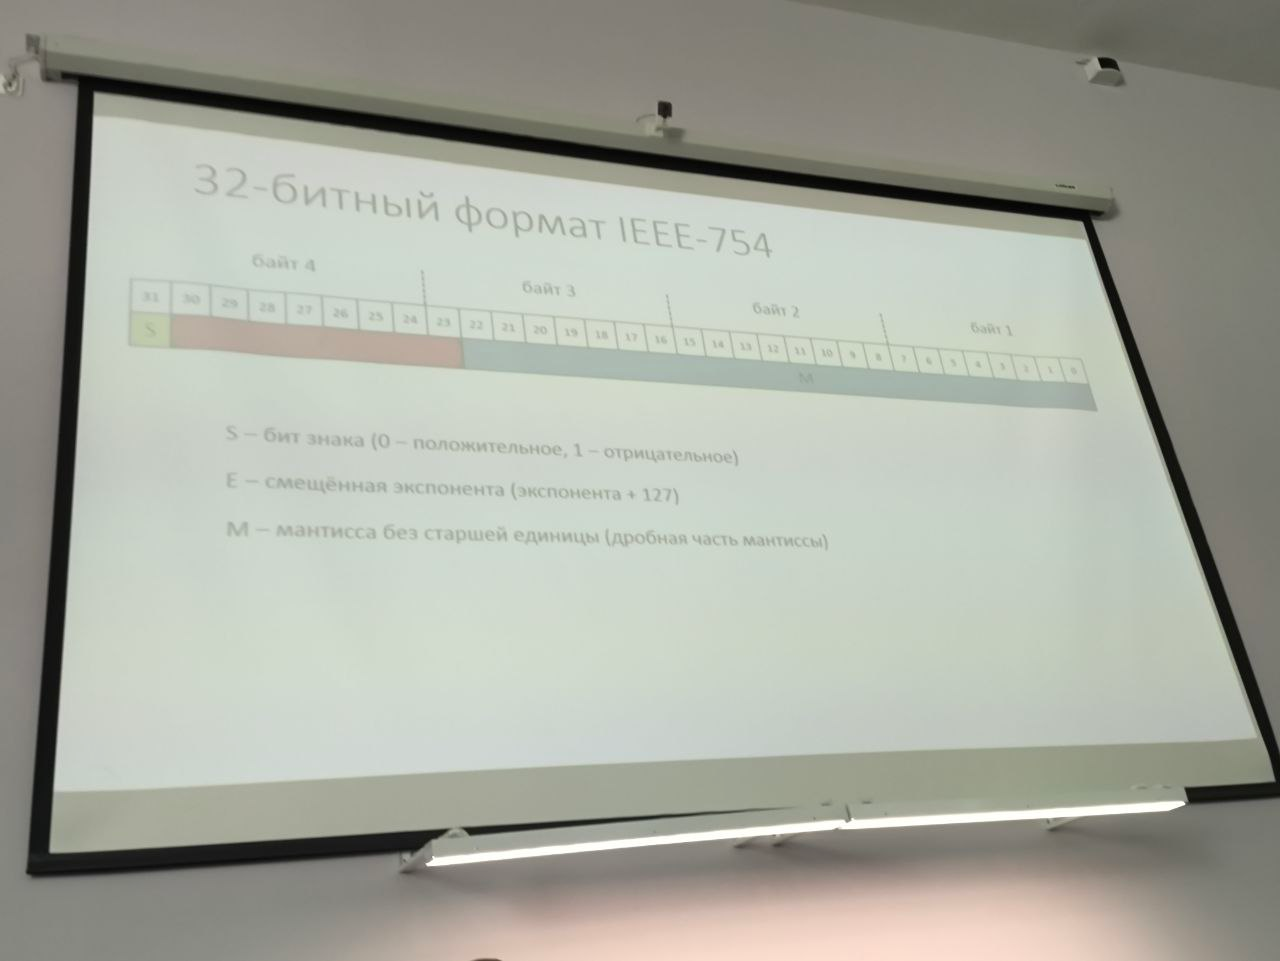 32-битный формат IEEE-754
байт 4 байт 3 байт 2 байт 1
31 30 29 28 27 26 25 24 23 22 21 20 19 18 17 16 15 14 13 12 11 10 9 8 7 6 5 4 3 2 1 0
S M
S – бит знака (0 – положительное, 1 – отрицательное)
E – смещённая экспонента (экспонента + 127)
M – мантисса без старшей единицы (дробная часть мантиссы)